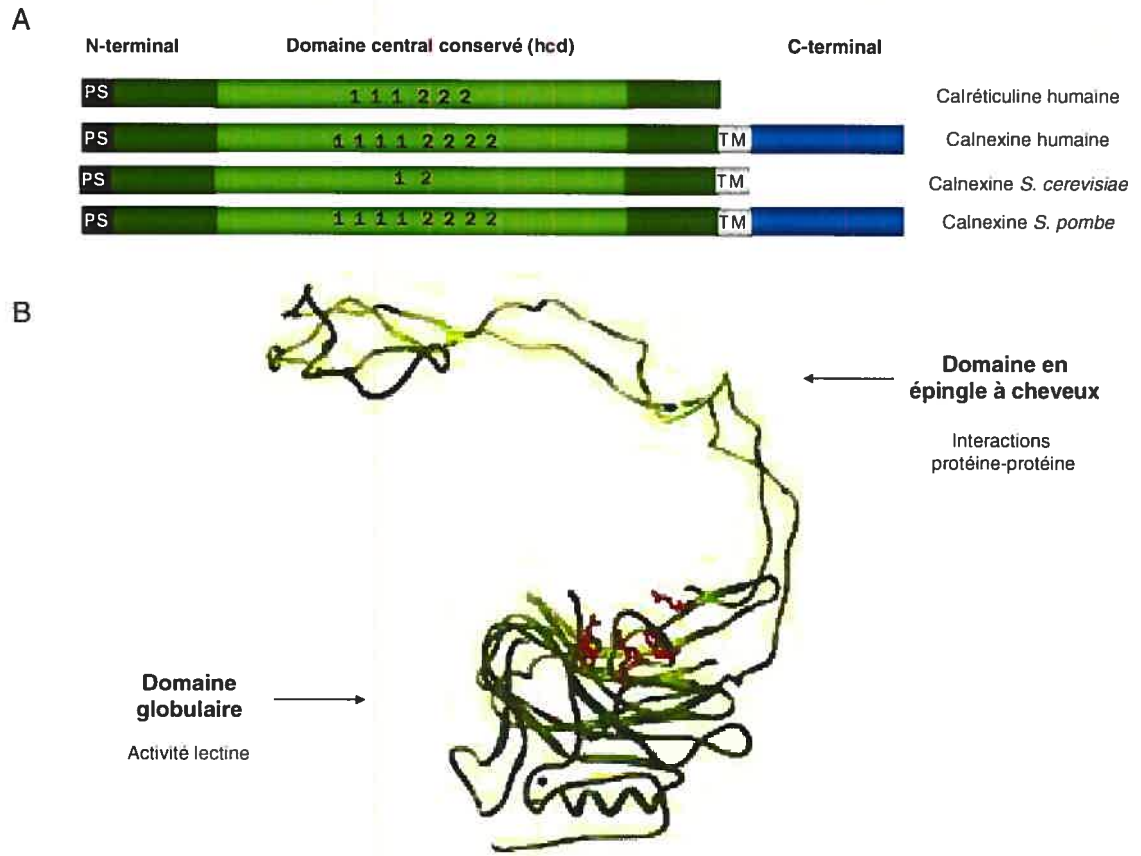 A
N-terminal Domaine central conservé (hcd) C-terminal
PS 1 1 1 2 2 2 Calréticuline humaine
PS 1 1 1 1 2 2 2 2 TM Calnexine humaine
PS 1 2 TM Calnexine S. cerevisiae
PS 1 1 1 1 2 2 2 2 TM Calnexine S. pombe
B
Domaine en
épingle à cheveux
Interactions
protéine-protéine
Domaine
globulaire
Activité lectine